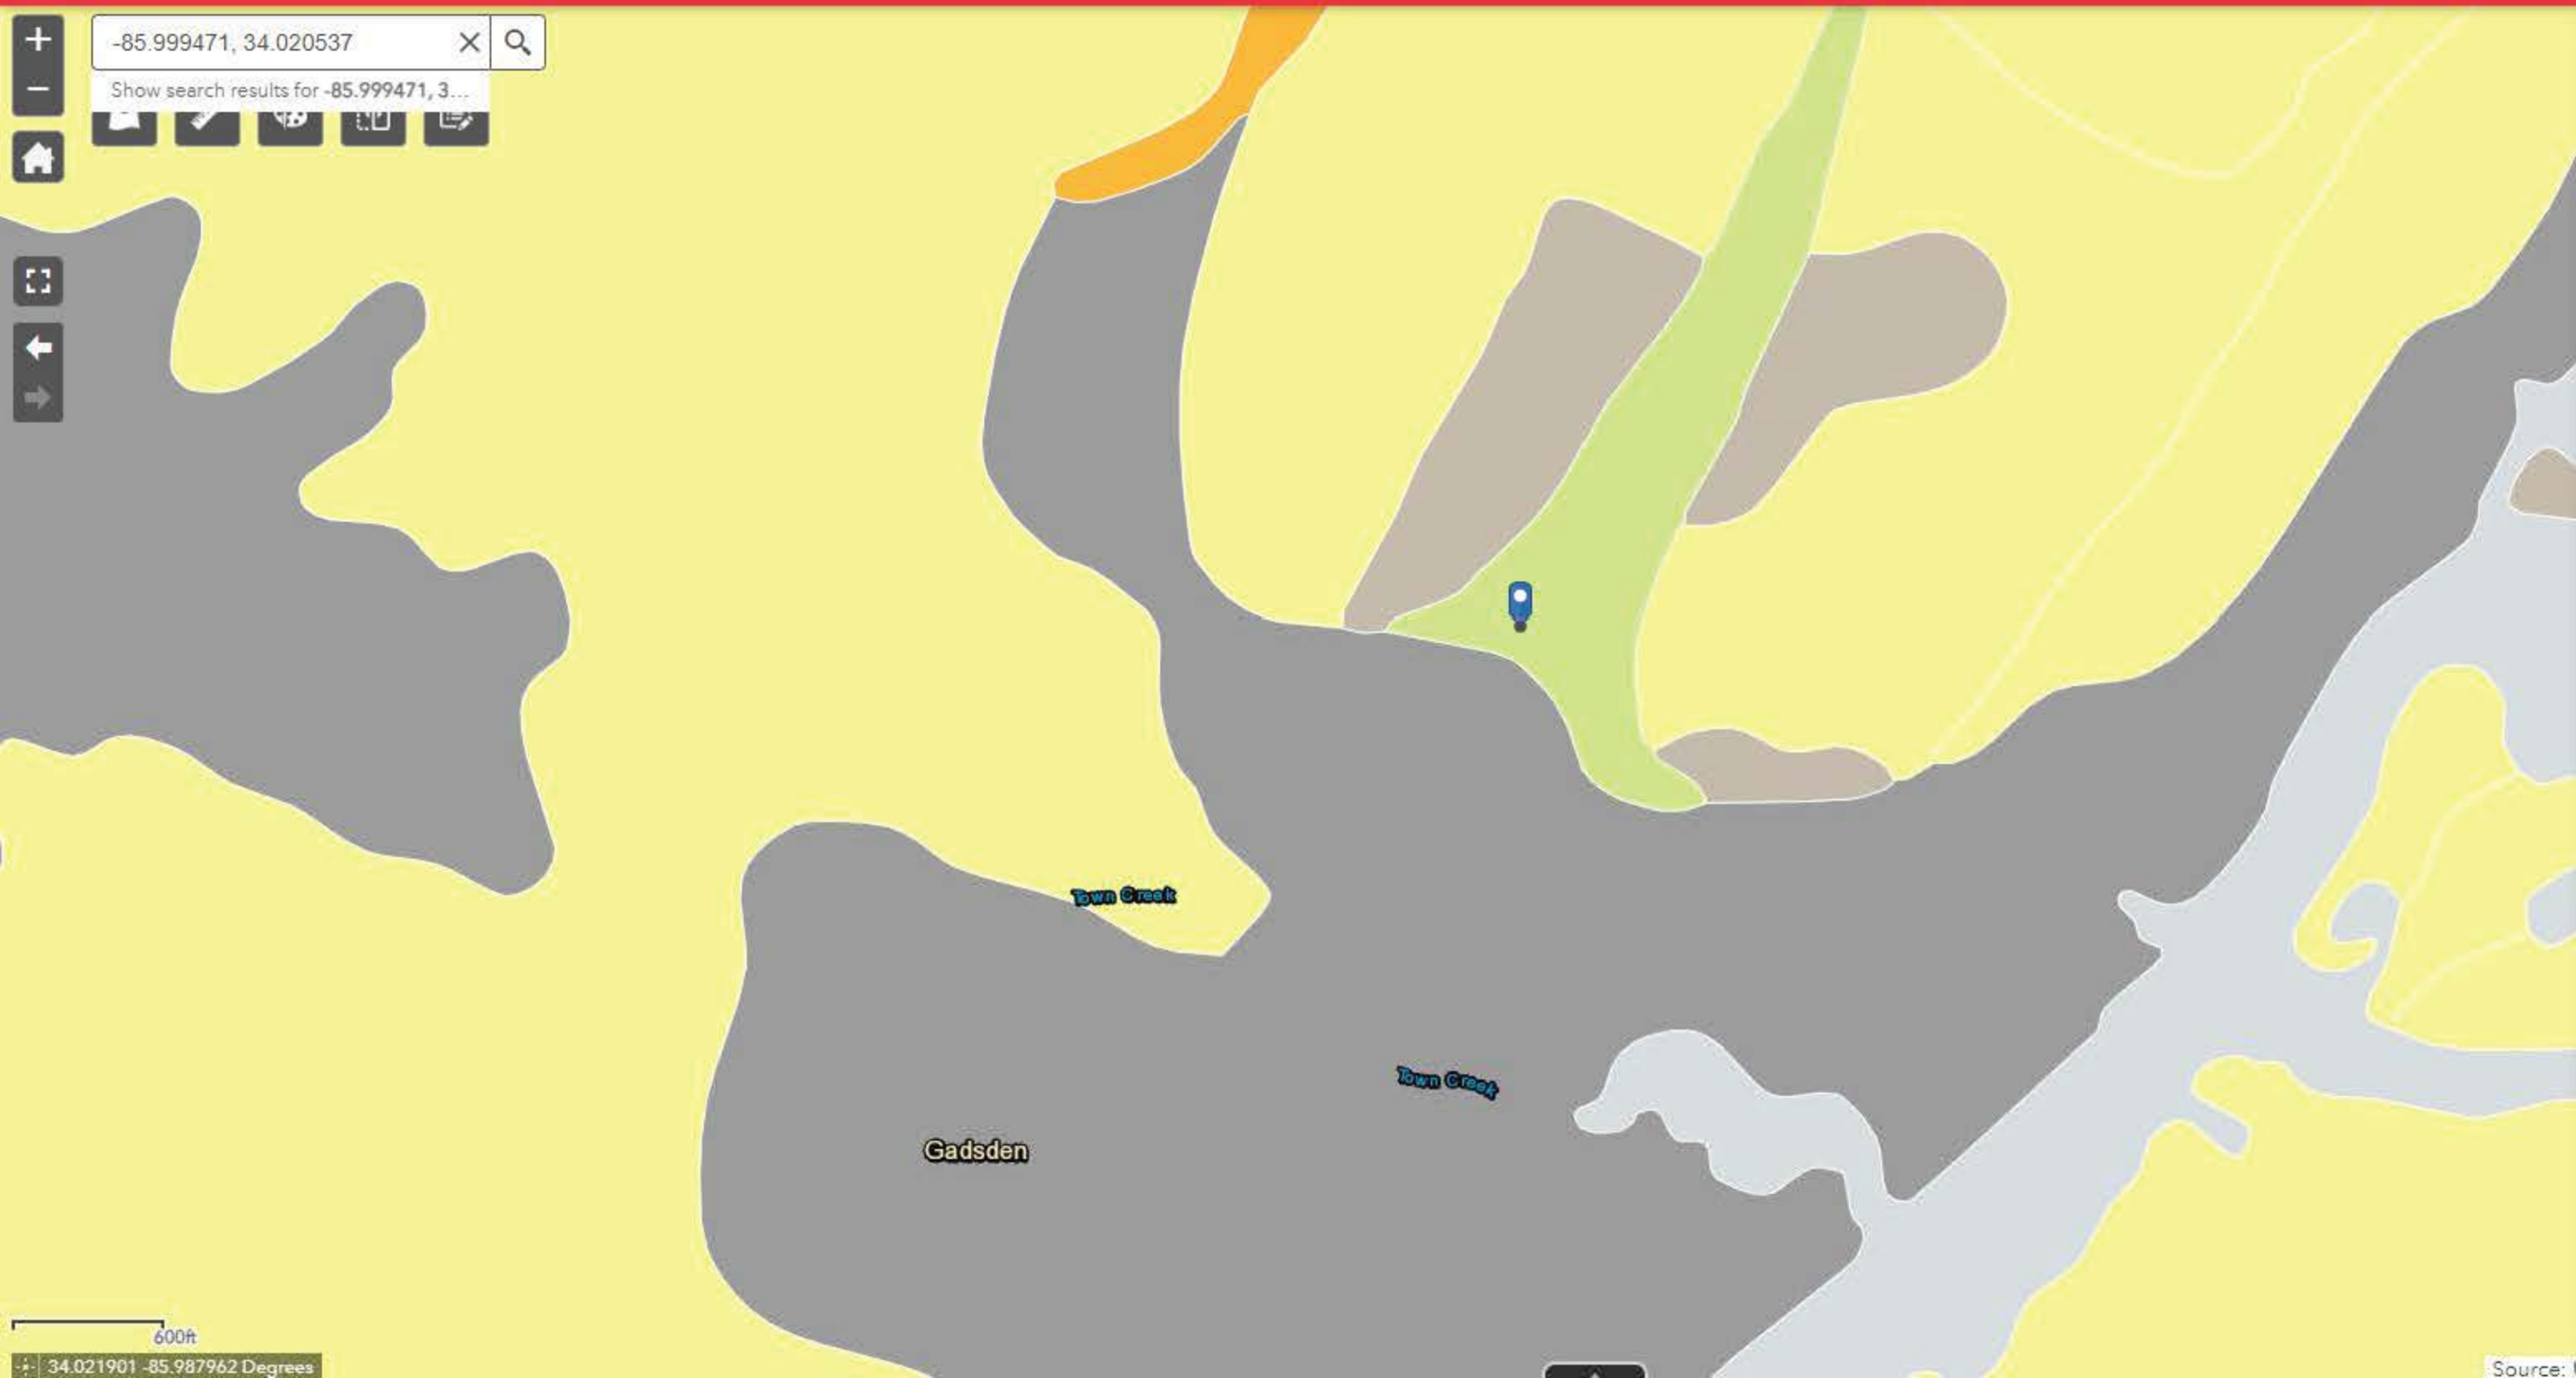 -85.999471, 34.020537
Show search results for -85.999471, 3...
Town Creek
Town Creek
Gadsden
600ft
34.021901 -85.987962 Degrees
Source: